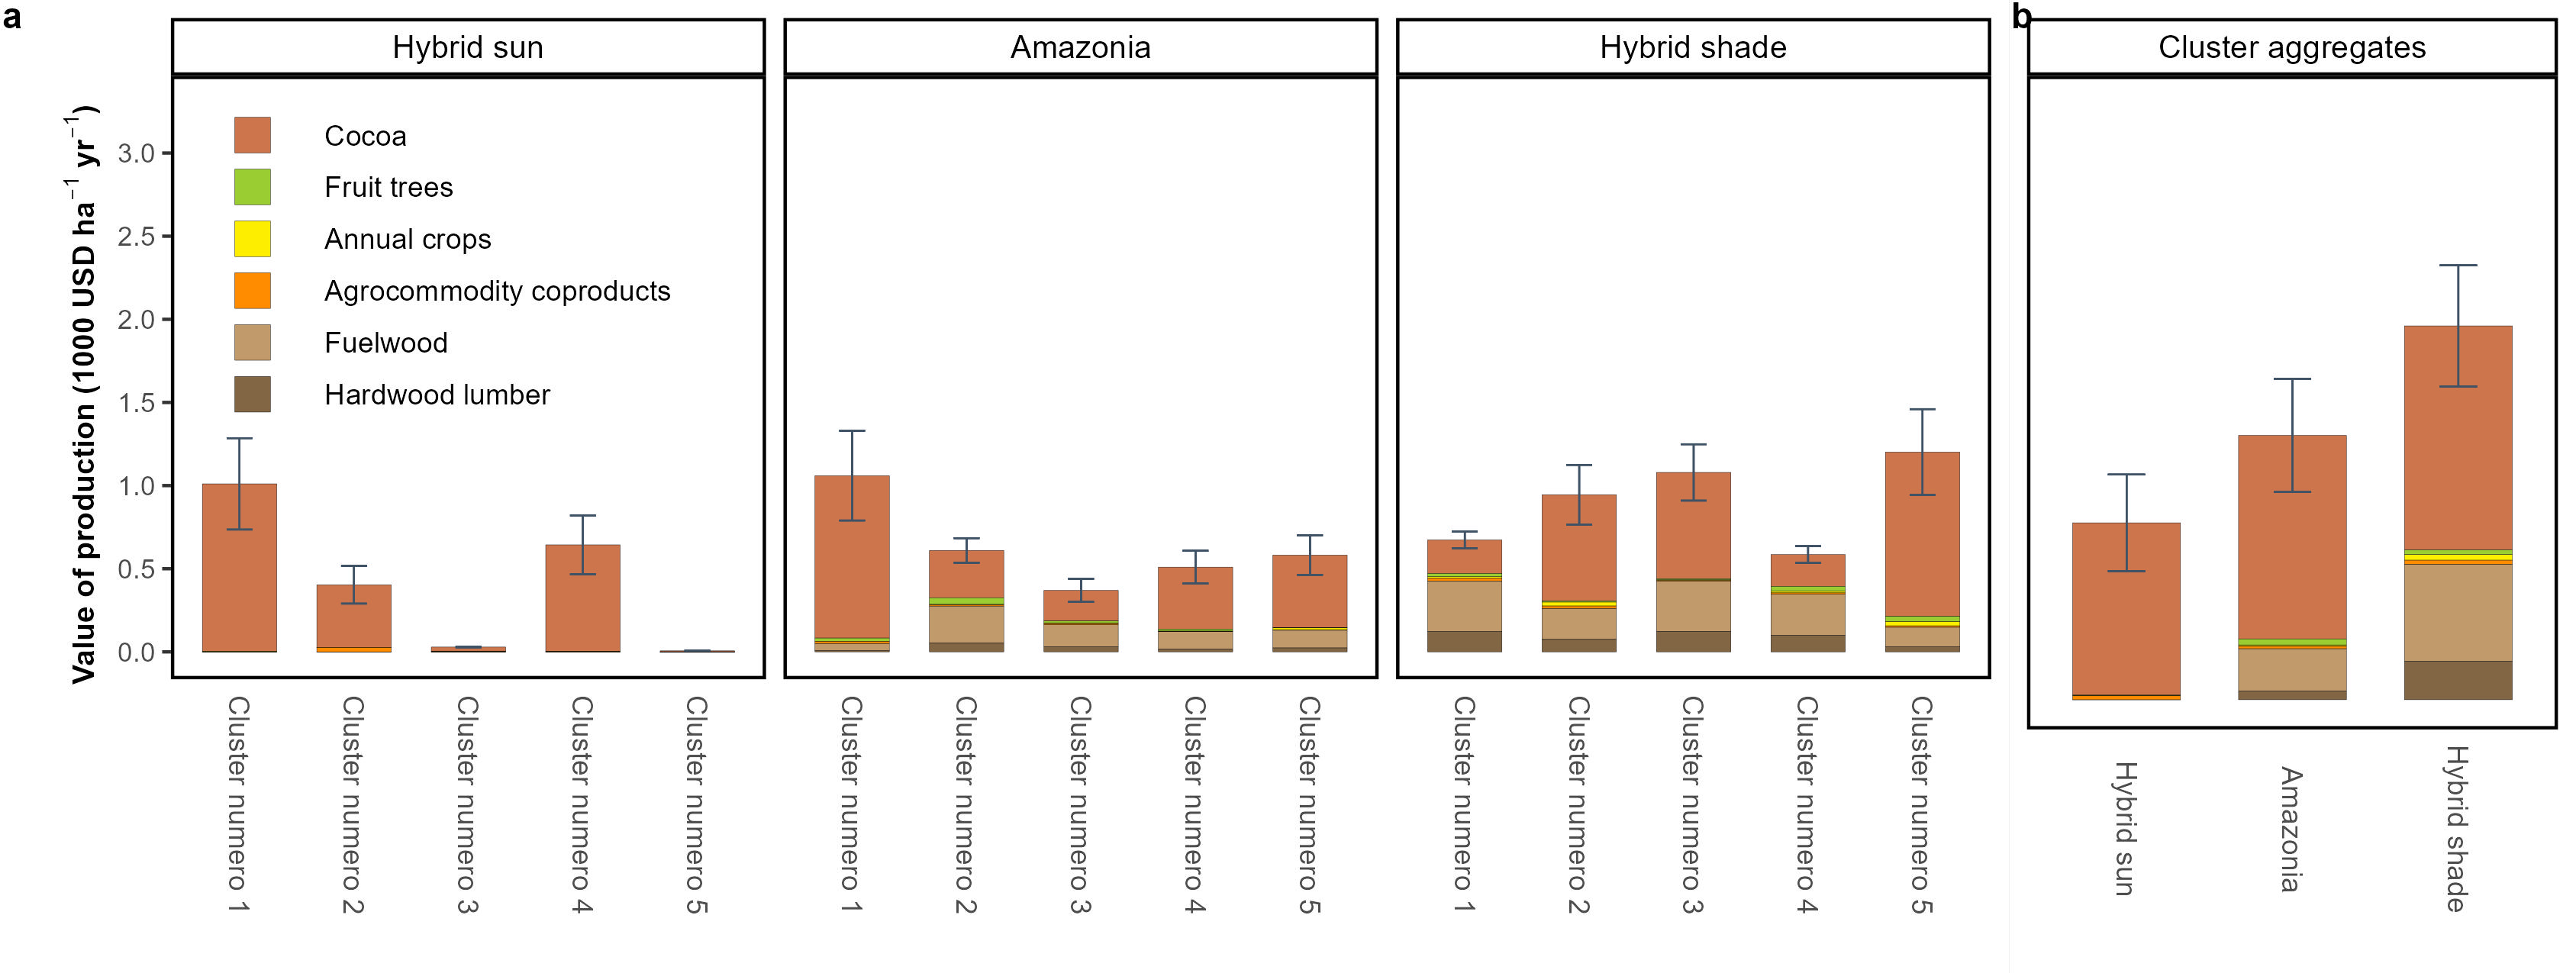 a
Hybrid sun
Amazonia
Hybrid shade
b
Cluster aggregates
Value of production (1000 USD ha⁻¹ yr⁻¹)
3.0
2.5
2.0
1.5
1.0
0.5
0.0
Cocoa
Fruit trees
Annual crops
Agrocommodity coproducts
Fuelwood
Hardwood lumber
Cluster numero 1
Cluster numero 2
Cluster numero 3
Cluster numero 4
Cluster numero 5
Cluster numero 1
Cluster numero 2
Cluster numero 3
Cluster numero 4
Cluster numero 5
Cluster numero 1
Cluster numero 2
Cluster numero 3
Cluster numero 4
Cluster numero 5
Hybrid sun
Amazonia
Hybrid shade